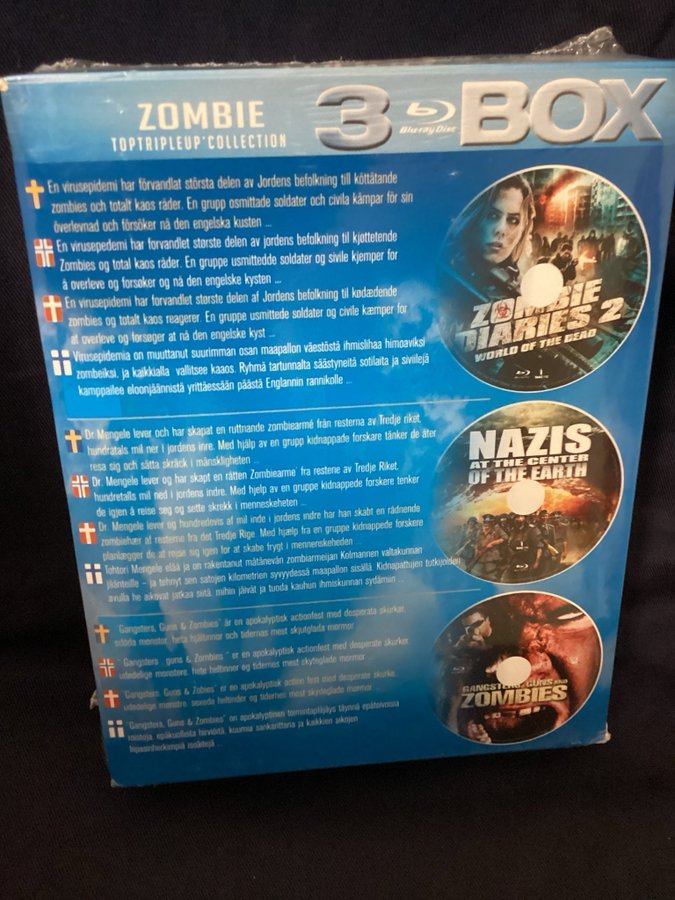 ZOMBIE
TOPTRIPLEUP*COLLECTION
3 Blu-ray Disc BOX
En virusepidemi har förvandlat största delen av Jordens befolkning till köttätande
zombies och totalt kaos råder. En grupp osmittade soldater och civila kämpar för sin
överlevnad och försöker nå den engelska kusten ...
En virusepedemi har forvandlet største delen av jordens befolkning til kjøttetende
Zombies og total kaos råder. En gruppe usmittede soldater og sivile kjemper for
å overleve og forsøker og nå den engelske kysten ...
En virusepidemi har forvandlet største delen af Jordens befolkning til kødædende
zombies og totalt kaos reagerer. En gruppe usmittede soldater og civile kæmper for
at overleve og forsøger at nå den engelske kyst ...
Virusepidemia on muuttanut suurimman osan maapallon väestöstä ihmislihaa himoaviksi
zombeiksi, ja kaikkialla vallitsee kaaos. Ryhmä tartunnalta säästyneitä sotilaita ja siviilejä
kamppailee eloonjäännistä yrittäessään päästä Englannin rannikolle ...
ZOMBIE
DIARIES 2
WORLD OF THE DEAD
Dr. Mengele lever och har skapat en ruttnande zombiearmé från resterna av Tredje riket,
hundratals mil ner i jordens inre. Med hjälp av en grupp kidnappade forskare tänker de åter
resa sig och sätta skräck i mänskligheten ...
Dr. Mengele lever og har skapt en råtten Zombiearme' fra restene av Tredje Riket,
hundretalls mil ned i jordens indre. Med hjelp av en gruppe kidnappede forskere tenker
de igjen å reise seg og sette skrekk i menneskeheten ...
Dr. Mengele lever og hundredevis af mil inde i jordens indre har han skabt en rådnende
zombiehær af resterne fra det Tredje Rige. Med hjælp fra en gruppe kidnappede forskere
planlægger de at rejse sig igen for at skabe frygt i menneskeheden ...
Tohtori Mengele elää ja on rakentanut mätänevän zombiarmeijan Kolmannen valtakunnan
jäänteille - ja tehnyt sen satojen kilometrien syvyydessä maapallon sisällä. Kidnapattujen tutkijoiden
avulla he aikovat jatkaa siitä, mihin jäivät ja tuoda kauhun ihmiskunnan sydämiin ...
NAZIS
AT THE CENTER
OF THE EARTH
"Gangsters, Guns & Zombies" är en apokalyptisk actionfest med desperata skurkar,
odöda monster, heta hjältinnor och tidernas mest skjutglada mormor ...
"Gangsters, guns & Zombies" er en apokalyptisk actionfest med desperate skurker,
udødelige monstere, hete heltinner og tidernes mest skyteglade mormor ...
"Gangsters, Guns & Zobies" er en apokalyptisk action fest med desperate skurke,
udødelige monstre, heltinder og tidernes mest skydeglade mormor ...
"Gangsters, Guns & Zombies" on apokalyptinen toimintapläjäys täynnä epätoivoisia
roistoja, epäkuolleita hirviöitä, kuumia sankarittaria ja kaikkien aikojen
GANGSTERS, GUNS AND
ZOMBIES